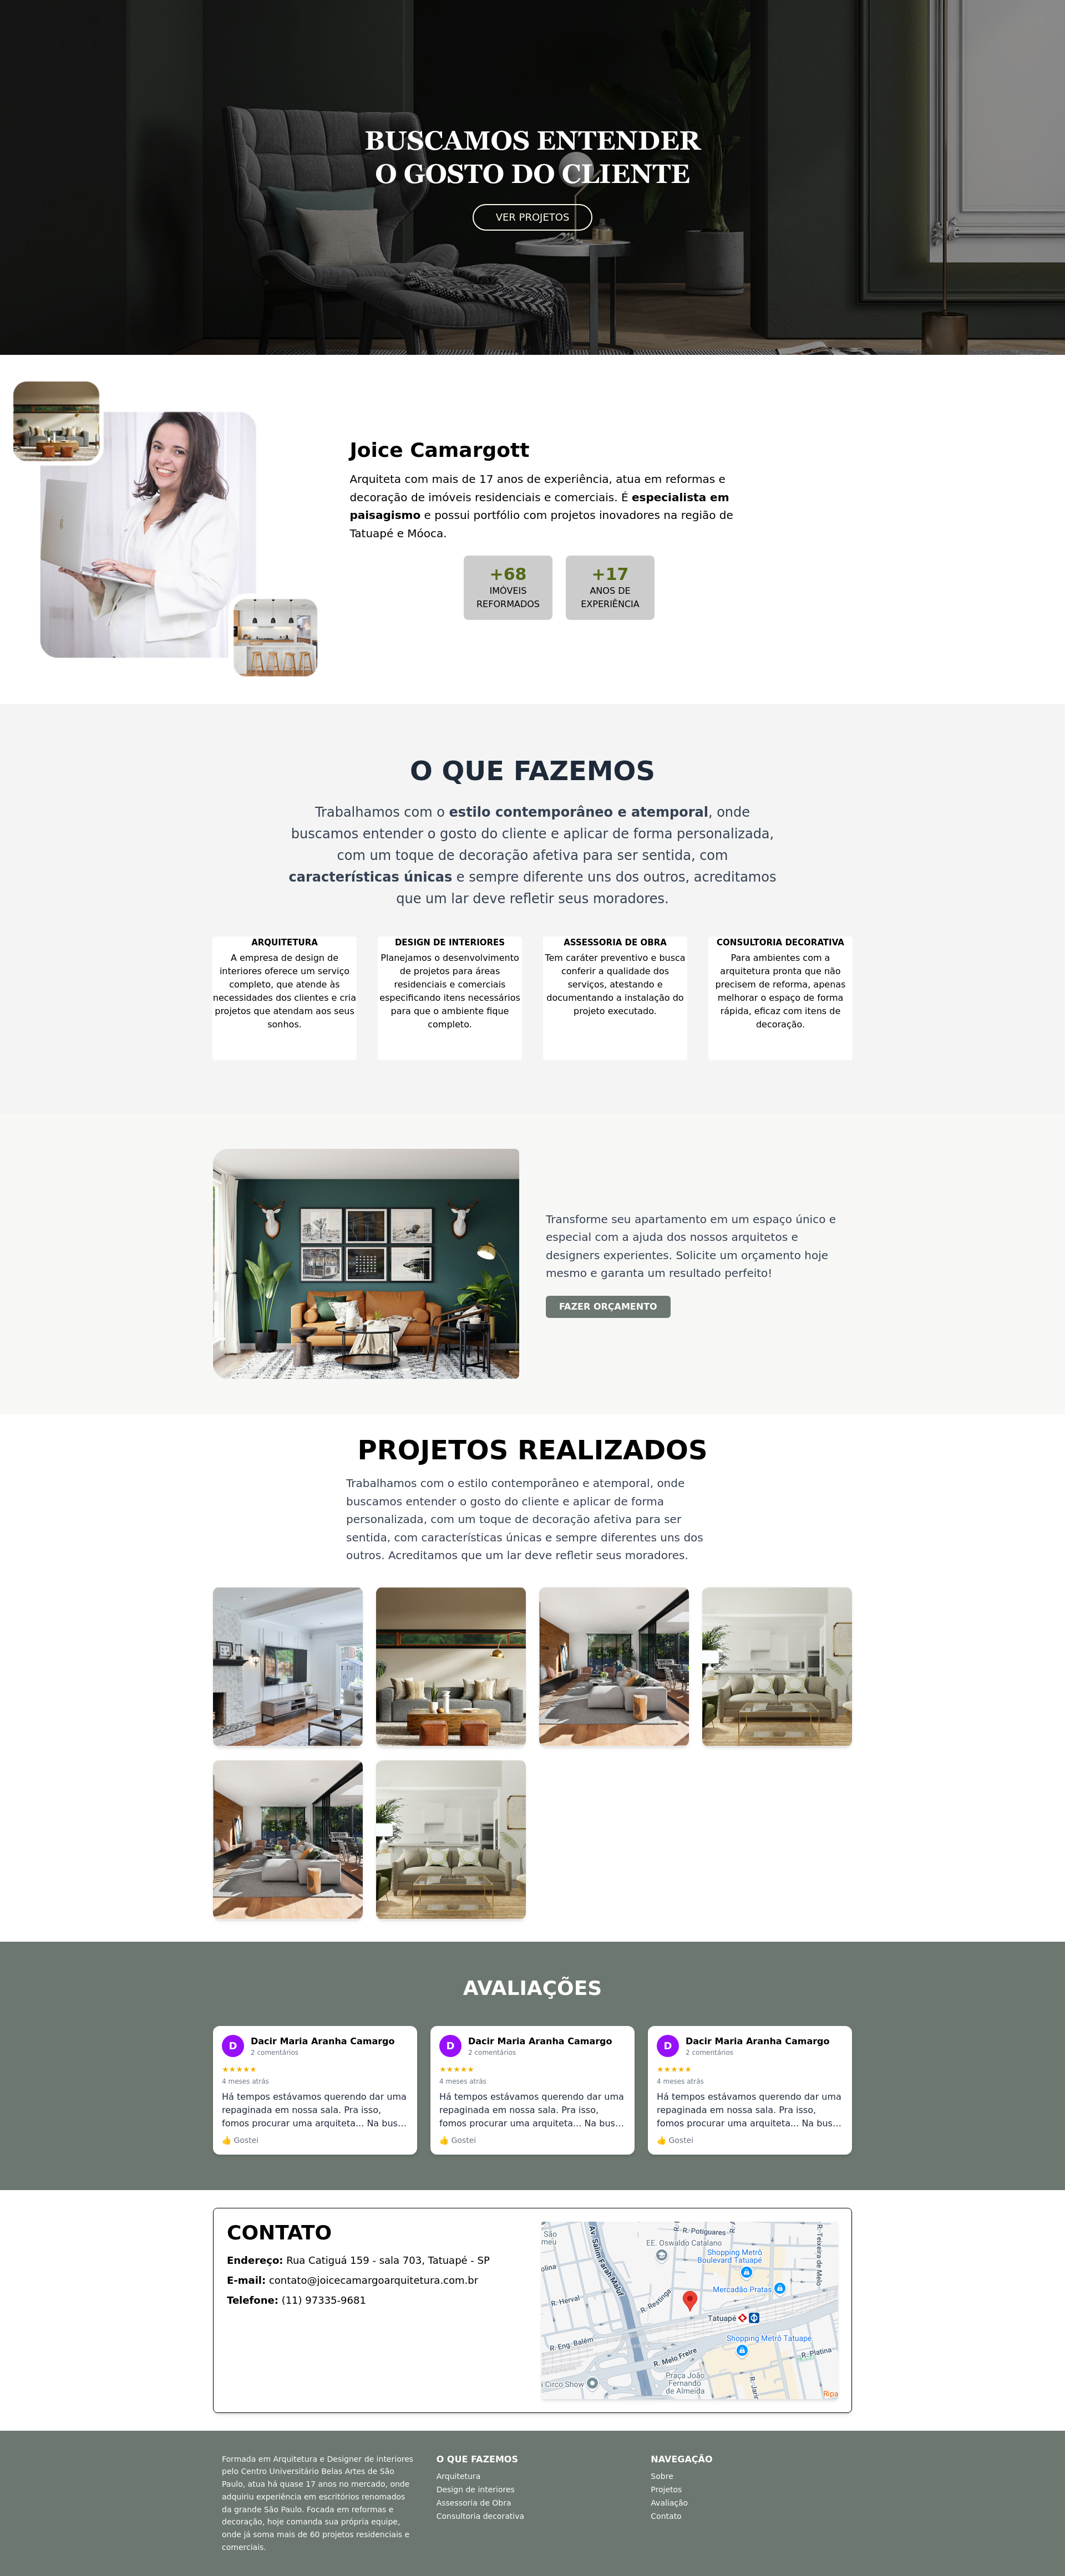 BUSCAMOS ENTENDER
O GOSTO DO CLIENTE
VER PROJETOS
Joice Camargott
Arquiteta com mais de 17 anos de experiência, atua em reformas e
decoração de imóveis residenciais e comerciais. É especialista em
paisagismo e possui portfólio com projetos inovadores na região de
Tatuapé e Móoca.
+68
IMÓVEIS
REFORMADOS
+17
ANOS DE
EXPERIÊNCIA
O QUE FAZEMOS
Trabalhamos com o estilo contemporâneo e atemporal, onde
buscamos entender o gosto do cliente e aplicar de forma personalizada,
com um toque de decoração afetiva para ser sentida, com
características únicas e sempre diferente uns dos outros, acreditamos
que um lar deve refletir seus moradores.
ARQUITETURA
A empresa de design de
interiores oferece um serviço
completo, que atende às
necessidades dos clientes e cria
projetos que atendam aos seus
sonhos.
DESIGN DE INTERIORES
Planejamos o desenvolvimento
de projetos para áreas
residenciais e comerciais
especificando itens necessários
para que o ambiente fique
completo.
ASSESSORIA DE OBRA
Tem caráter preventivo e busca
conferir a qualidade dos
serviços, atestando e
documentando a instalação do
projeto executado.
CONSULTORIA DECORATIVA
Para ambientes com a
arquitetura pronta que não
precisem de reforma, apenas
melhorar o espaço de forma
rápida, eficaz com itens de
decoração.
Transforme seu apartamento em um espaço único e
especial com a ajuda dos nossos arquitetos e
designers experientes. Solicite um orçamento hoje
mesmo e garanta um resultado perfeito!
FAZER ORÇAMENTO
PROJETOS REALIZADOS
Trabalhamos com o estilo contemporâneo e atemporal, onde
buscamos entender o gosto do cliente e aplicar de forma
personalizada, com um toque de decoração afetiva para ser
sentida, com características únicas e sempre diferentes uns dos
outros. Acreditamos que um lar deve refletir seus moradores.
AVALIAÇÕES
D
Dacir Maria Aranha Camargo
2 comentários
★★★★★
4 meses atrás
Há tempos estávamos querendo dar uma
repaginada em nossa sala. Pra isso,
fomos procurar uma arquiteta... Na bus...
👍 Gostei
D
Dacir Maria Aranha Camargo
2 comentários
★★★★★
4 meses atrás
Há tempos estávamos querendo dar uma
repaginada em nossa sala. Pra isso,
fomos procurar uma arquiteta... Na bus...
👍 Gostei
D
Dacir Maria Aranha Camargo
2 comentários
★★★★★
4 meses atrás
Há tempos estávamos querendo dar uma
repaginada em nossa sala. Pra isso,
fomos procurar uma arquiteta... Na bus...
👍 Gostei
CONTATO
Endereço: Rua Catiguá 159 - sala 703, Tatuapé - SP
E-mail: contato@joicecamargoarquitetura.com.br
Telefone: (11) 97335-9681
São
meu
Av. Salim Farah Maluf
R. Potiguares
EE. Oswaldo Catalano
Shopping Metrô
Boulevard Tatuapé
R. Teixeira de Melo
olina
Mercadão Pratas
R. Herval
R. Restinga
Tatuapé
Shopping Metrô Tatuapé
R. Eng. Balém
R. Melo Freire
R. Platina
Praça João
Fernando
de Almeida
i Circo Show
Ripa
Formada em Arquitetura e Designer de interiores
pelo Centro Universitário Belas Artes de São
Paulo, atua há quase 17 anos no mercado, onde
adquiriu experiência em escritórios renomados
da grande São Paulo. Focada em reformas e
decoração, hoje comanda sua própria equipe,
onde já soma mais de 60 projetos residenciais e
comerciais.
O QUE FAZEMOS
Arquitetura
Design de interiores
Assessoria de Obra
Consultoria decorativa
NAVEGAÇÃO
Sobre
Projetos
Avaliação
Contato